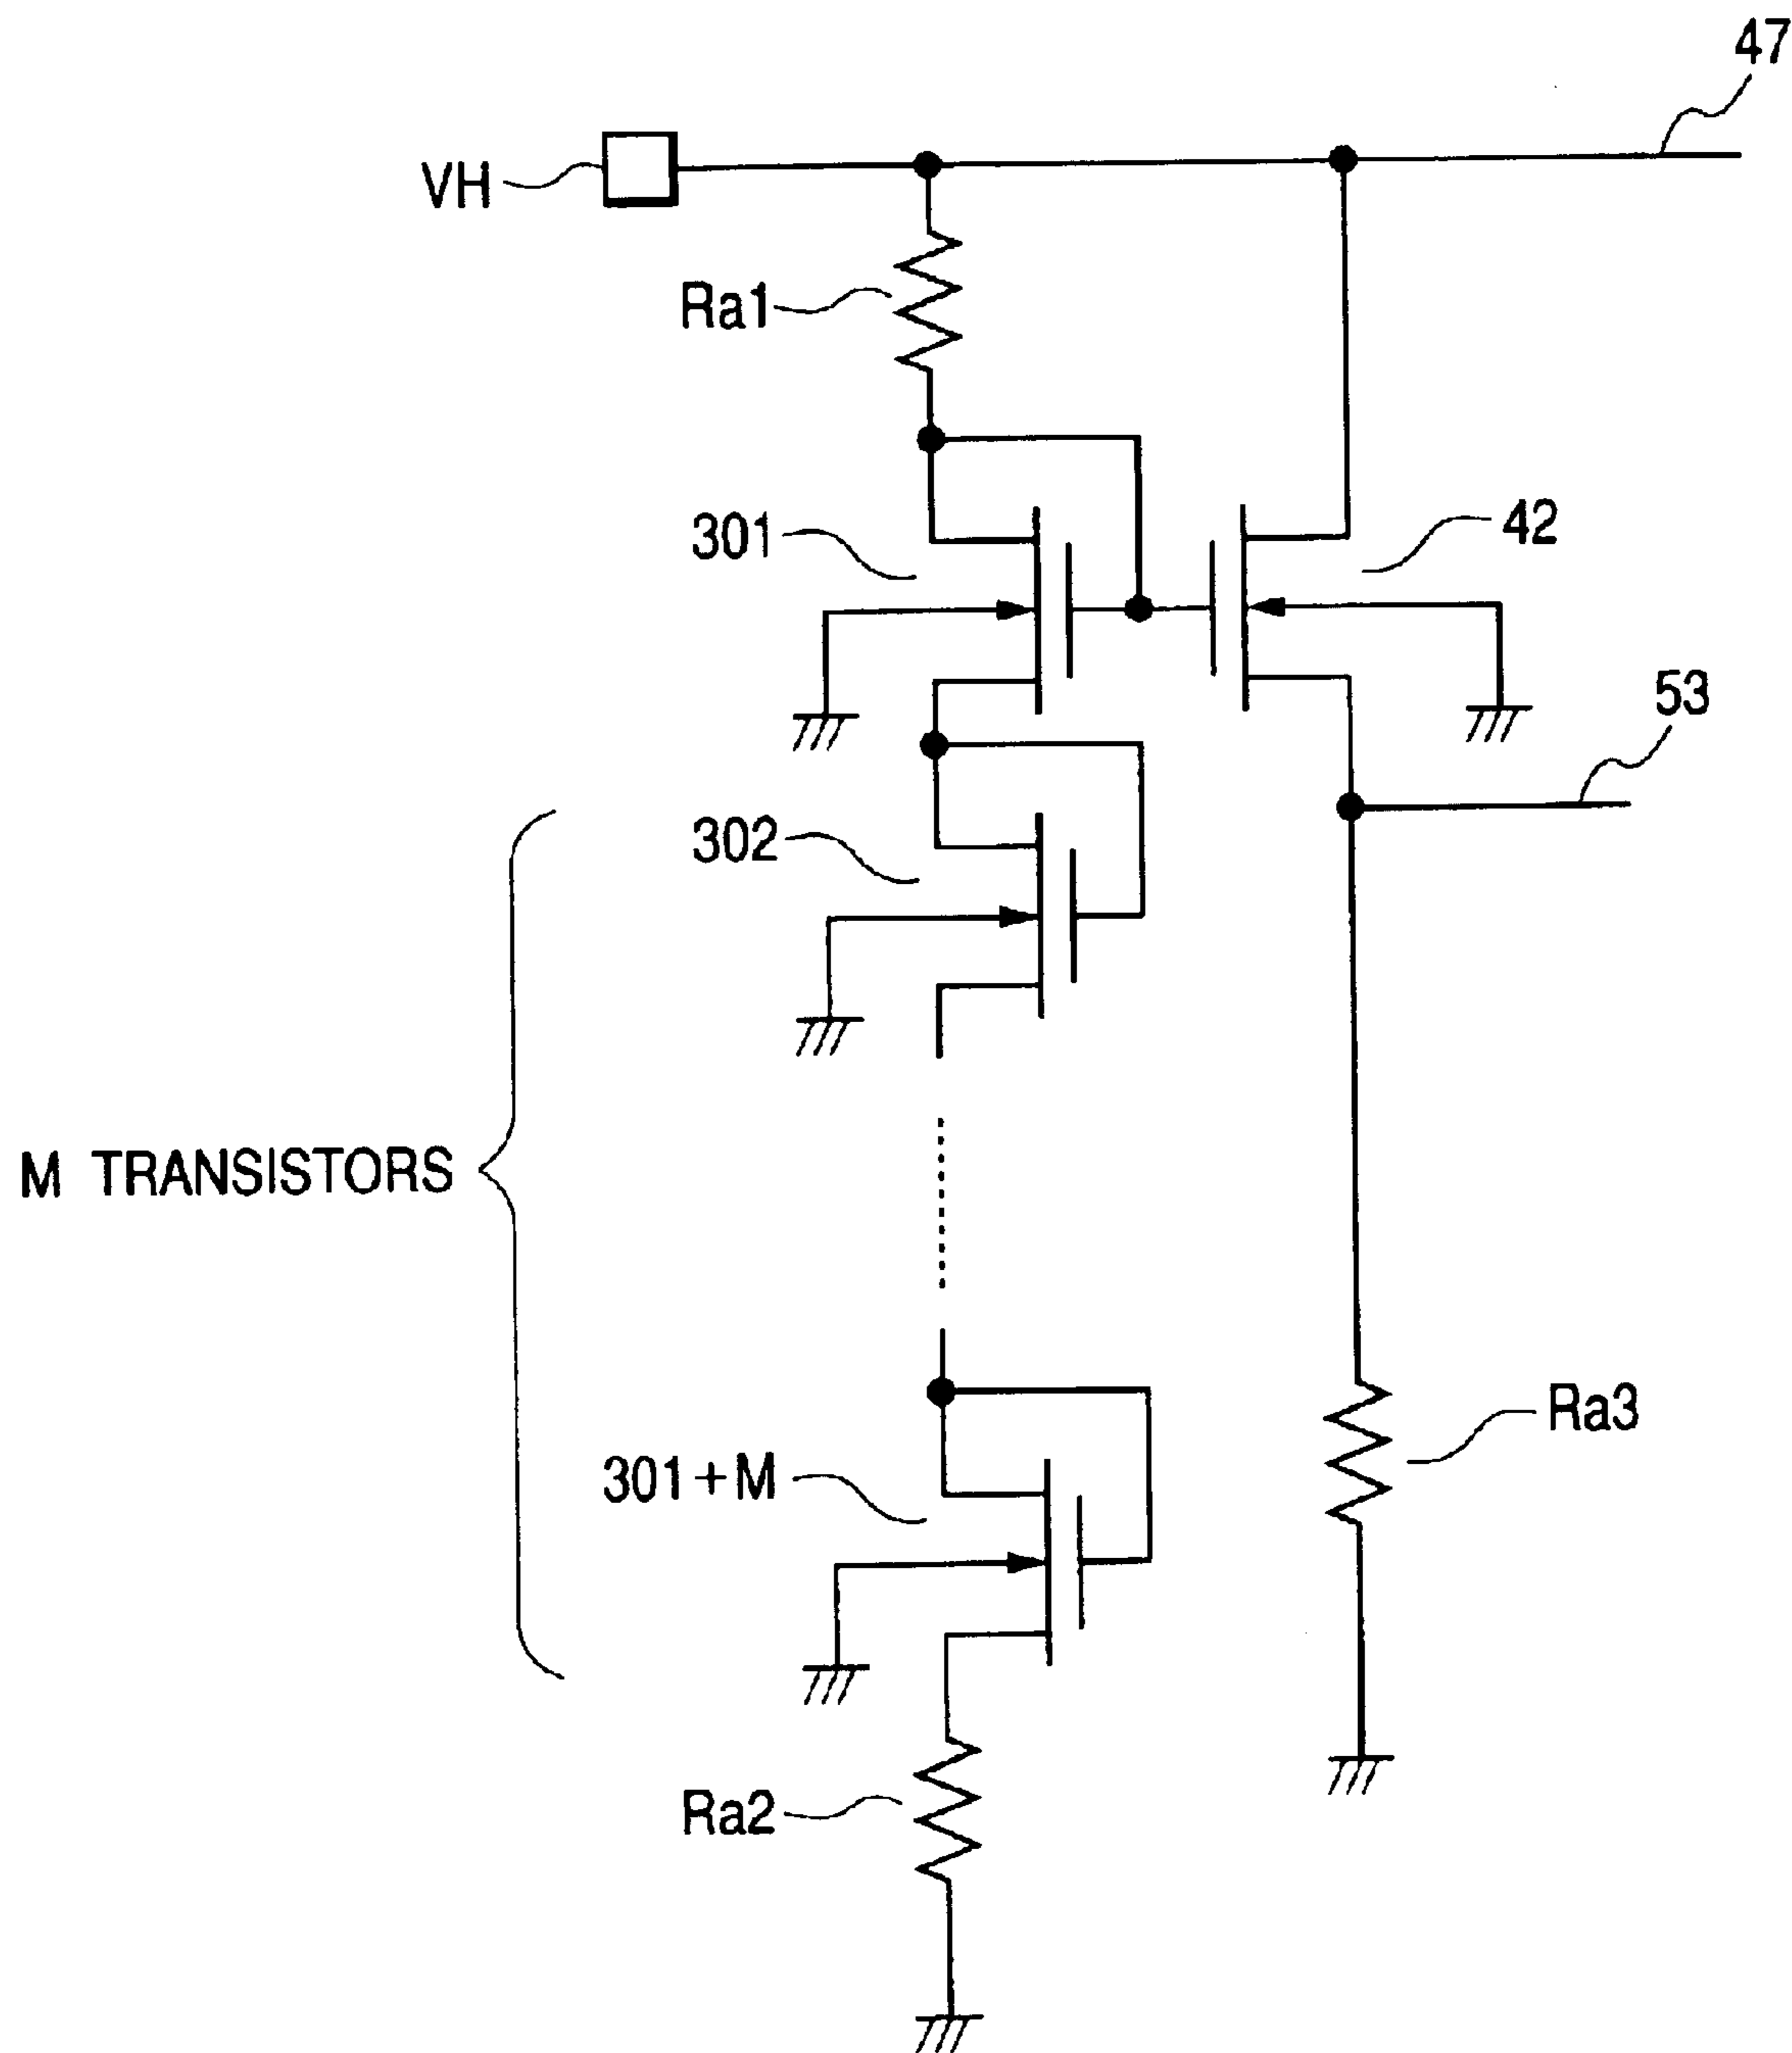 47
VH
Ra1
301
42
53
302
M TRANSISTORS
Ra3
301+M
Ra2